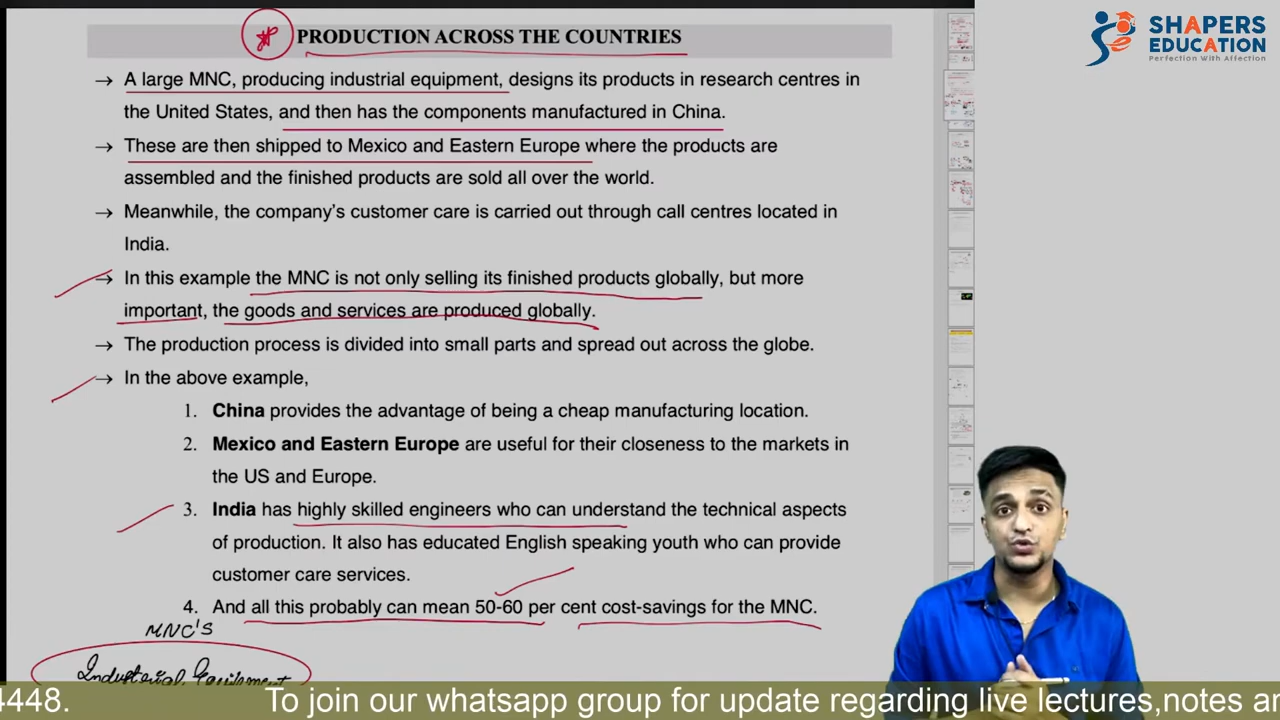 PRODUCTION ACROSS THE COUNTRIES
SHAPERS
EDUCATION
Perfection With Affection
→ A large MNC, producing industrial equipment, designs its products in research centres in
the United States, and then has the components manufactured in China.
→ These are then shipped to Mexico and Eastern Europe where the products are
assembled and the finished products are sold all over the world.
→ Meanwhile, the company's customer care is carried out through call centres located in
India.
→ In this example the MNC is not only selling its finished products globally, but more
important, the goods and services are produced globally.
→ The production process is divided into small parts and spread out across the globe.
→ In the above example,
1. China provides the advantage of being a cheap manufacturing location.
2. Mexico and Eastern Europe are useful for their closeness to the markets in
the US and Europe.
3. India has highly skilled engineers who can understand the technical aspects
of production. It also has educated English speaking youth who can provide
customer care services.
4. And all this probably can mean 50-60 per cent cost-savings for the MNC.
MNC'S
Industrial Equipment
4448. To join our whatsapp group for update regarding live lectures,notes